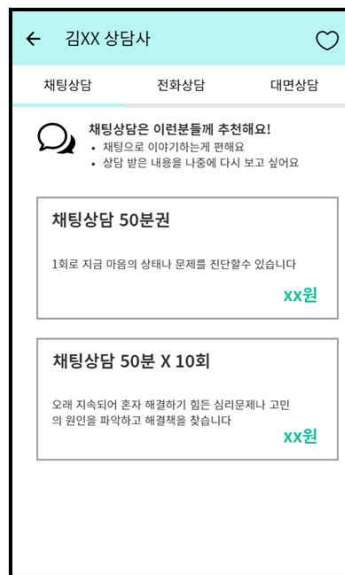 김XX 상담사
채팅상담 전화상담 대면상담
채팅상담은 이런분들께 추천해요!
• 채팅으로 이야기하는게 편해요
• 상담 받은 내용을 나중에 다시 보고 싶어요
채팅상담 50분권
1회로 지금 마음의 상태나 문제를 진단할수 있습니다
xx원
채팅상담 50분 X 10회
오래 지속되어 혼자 해결하기 힘든 심리문제나 고민
의 원인을 파악하고 해결책을 찾습니다
xx원